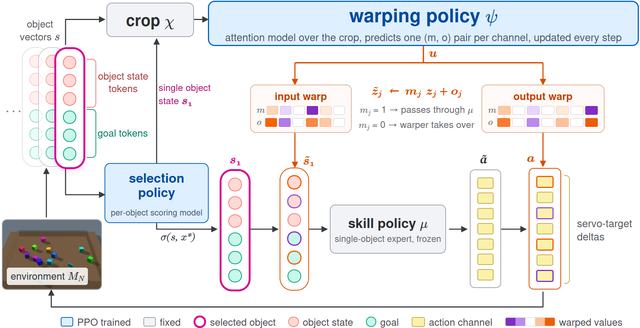 object
vectors s
crop χ
warping policy ψ
attention model over the crop, predicts one (m, o) pair per channel, updated every step
u
object state
tokens
goal tokens
single object
state s₁
input warp
m
o
z̃ⱼ ← mⱼ zⱼ + oⱼ
mⱼ = 1 → passes through μ
mⱼ = 0 → warper takes over
output warp
m
o
selection
policy
per-object scoring model
s₁
s̃₁
ã
a
σ(s, x*)
skill policy μ
single-object expert, frozen
servo-target
deltas
environment M_N
...
PPO trained
fixed
selected object
object state
goal
action channel
warped values